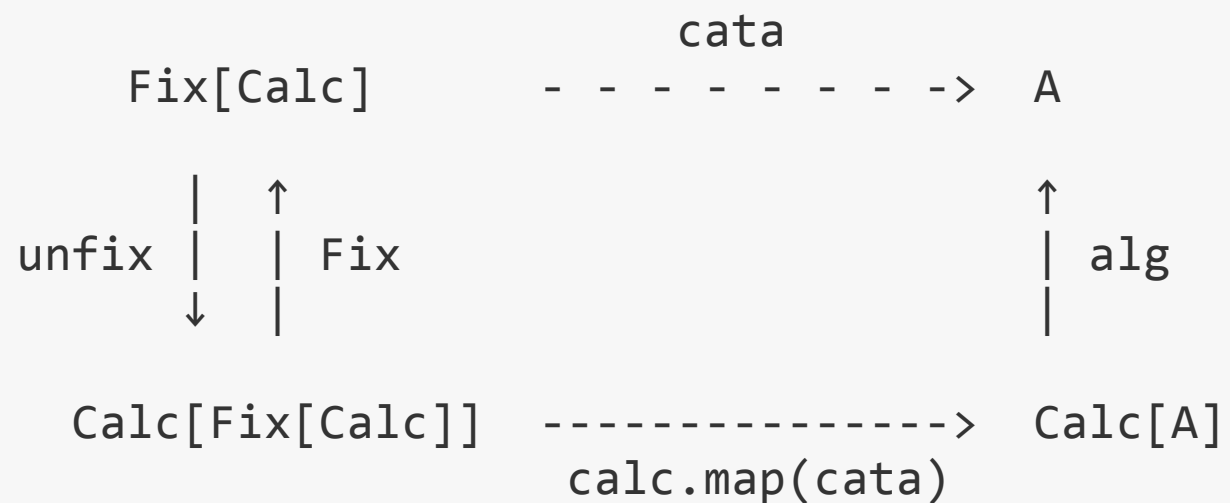 cata
Fix[Calc] - - - - - - - -> A
| ↑ ↑
unfix | | Fix | alg
↓ | |
Calc[Fix[Calc]] ---------------> Calc[A]
calc.map(cata)